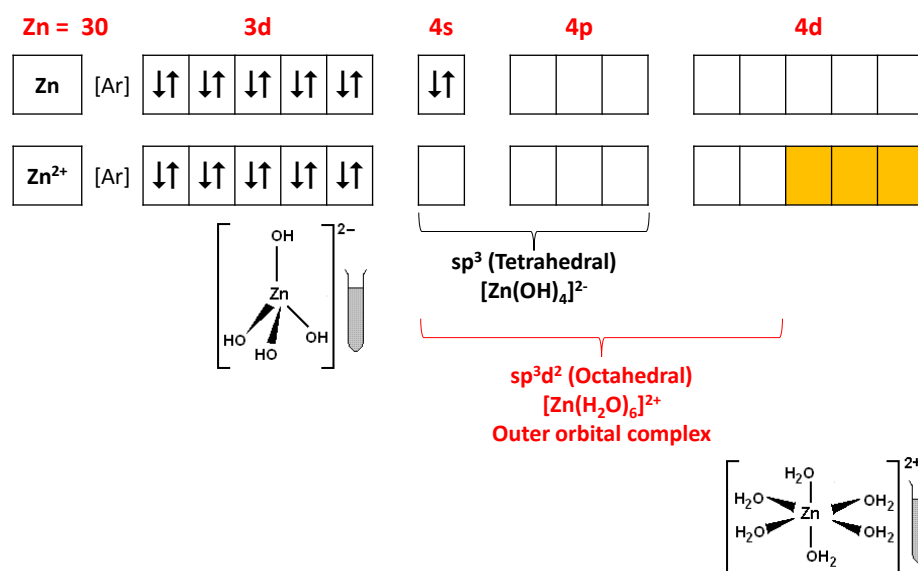 Zn = 30 3d 4s 4p 4d
Zn [Ar] ↓↑ ↓↑ ↓↑ ↓↑ ↓↑ ↓↑
Zn²⁺ [Ar] ↓↑ ↓↑ ↓↑ ↓↑ ↓↑
2−
OH
Zn
HO HO OH
sp³ (Tetrahedral)
[Zn(OH)₄]²⁻
sp³d² (Octahedral)
[Zn(H₂O)₆]²⁺
Outer orbital complex
2+
H₂O
H₂O OH₂
Zn
H₂O OH₂
OH₂